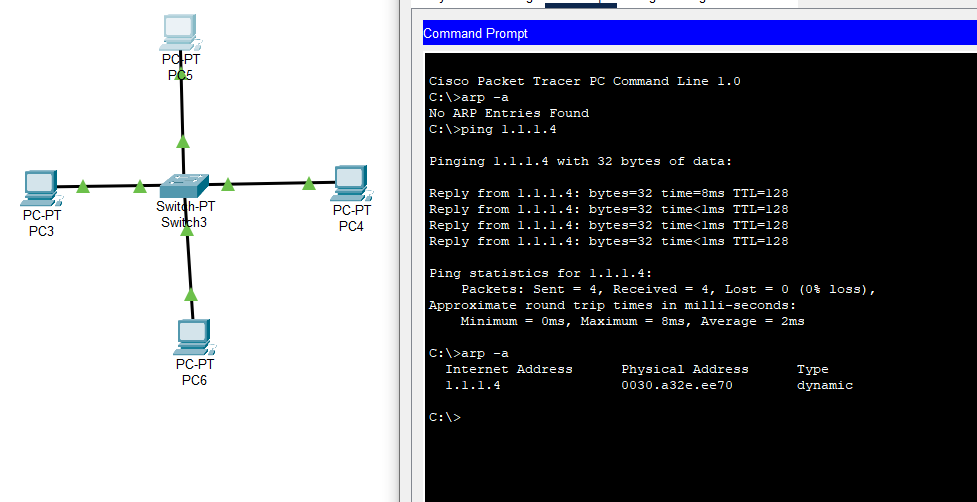 PC-PT
PC5
PC-PT
PC3
Switch-PT
Switch3
PC-PT
PC4
PC-PT
PC6
Command Prompt
Cisco Packet Tracer PC Command Line 1.0
C:\>arp -a
No ARP Entries Found
C:\>ping 1.1.1.4
Pinging 1.1.1.4 with 32 bytes of data:
Reply from 1.1.1.4: bytes=32 time=8ms TTL=128
Reply from 1.1.1.4: bytes=32 time<1ms TTL=128
Reply from 1.1.1.4: bytes=32 time<1ms TTL=128
Reply from 1.1.1.4: bytes=32 time<1ms TTL=128
Ping statistics for 1.1.1.4:
Packets: Sent = 4, Received = 4, Lost = 0 (0% loss),
Approximate round trip times in milli-seconds:
Minimum = 0ms, Maximum = 8ms, Average = 2ms
C:\>arp -a
Internet Address Physical Address Type
1.1.1.4 0030.a32e.ee70 dynamic
C:\>